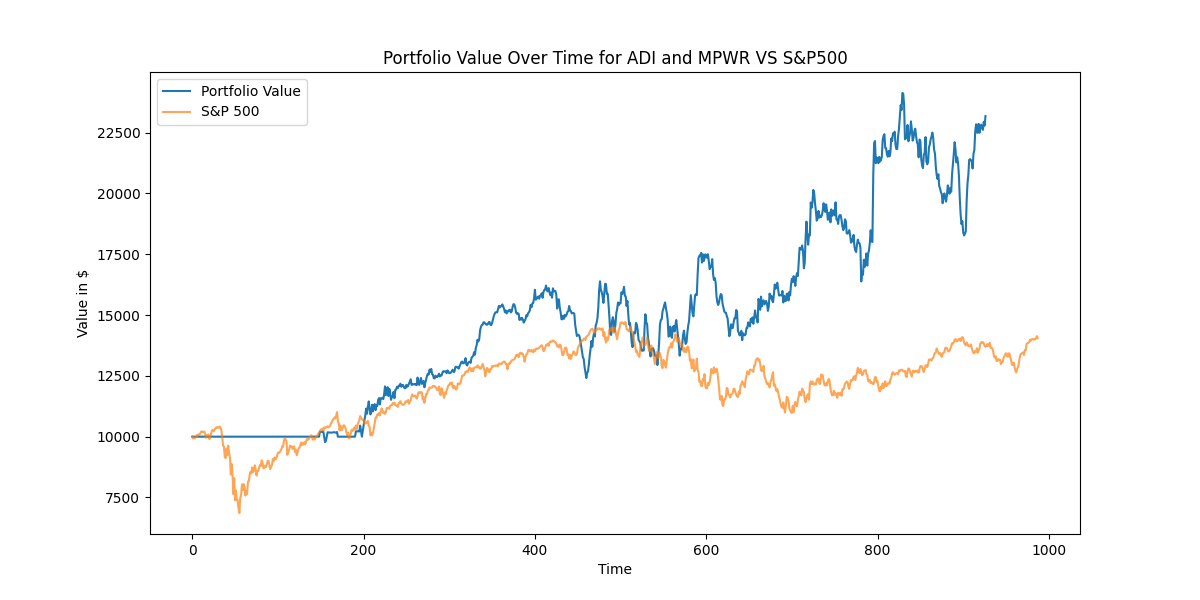 Portfolio Value Over Time for ADI and MPWR VS S&P500
Portfolio Value
S&P 500
Value in $
22500
20000
17500
15000
12500
10000
7500
0 200 400 600 800 1000
Time